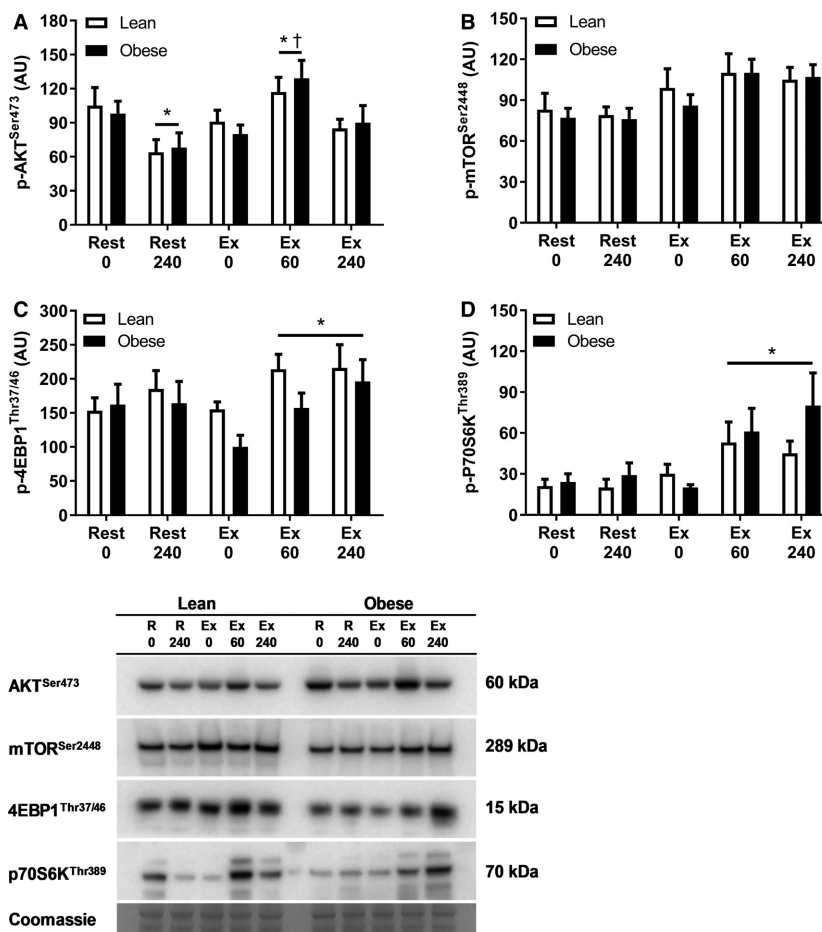 A
Lean
Obese
p-AKTSer473 (AU)
180
150
120
90
60
30
0
*
* †
Rest 0
Rest 240
Ex 0
Ex 60
Ex 240
B
Lean
Obese
p-mTORSer2448 (AU)
150
120
90
60
30
0
Rest 0
Rest 240
Ex 0
Ex 60
Ex 240
C
Lean
Obese
p-4EBP1Thr37/46 (AU)
300
250
200
150
100
50
0
*
Rest 0
Rest 240
Ex 0
Ex 60
Ex 240
D
Lean
Obese
p-P70S6KThr389 (AU)
150
120
90
60
30
0
*
Rest 0
Rest 240
Ex 0
Ex 60
Ex 240
Lean Obese
R R Ex Ex Ex R R Ex Ex Ex
0 240 0 60 240 0 240 0 60 240
AKTSer473 60 kDa
mTORSer2448 289 kDa
4EBP1Thr37/46 15 kDa
p70S6KThr389 70 kDa
Coomassie